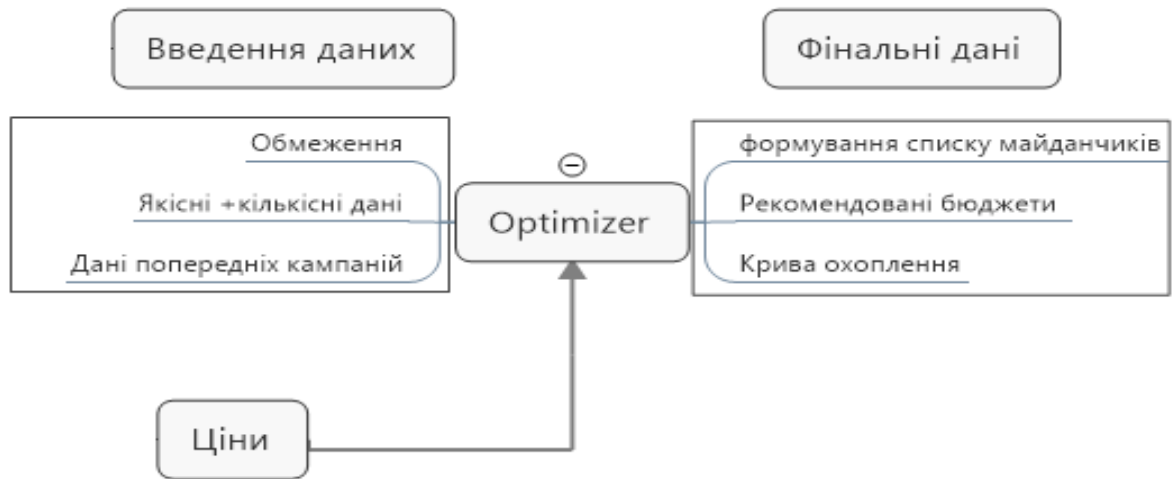 Введення даних
Фінальні дані
Обмеження
Якісні +кількісні дані
Дані попередніх кампаній
Optimizer
формування списку майданчиків
Рекомендовані бюджети
Крива охоплення
Ціни